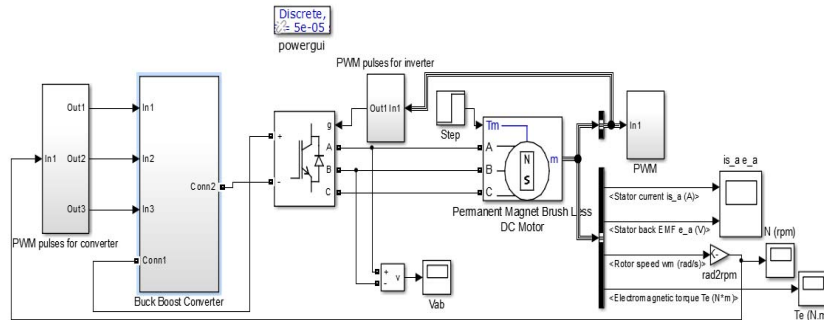 Discrete,
= 5e-05
powergui
PWM pulses for inverter
Out1 In1
g
Step
Tm
In1
PWM
is_a e_a
Out1
In1
In1
Out2
In2
Out3
In3
Conn2
Conn1
PWM pulses for converter
Buck Boost Converter
+
-
A
B
C
A
B
C
N
S
m
Permanent Magnet Brush Less
DC Motor
+
-
v
Vab
<Stator current is_a (A)>
<Stator back EMF e_a (V)>
<Rotor speed wm (rad/s)>
<Electromagnetic torque Te (N*m)>
rad2rpm
N (rpm)
Te (N.m